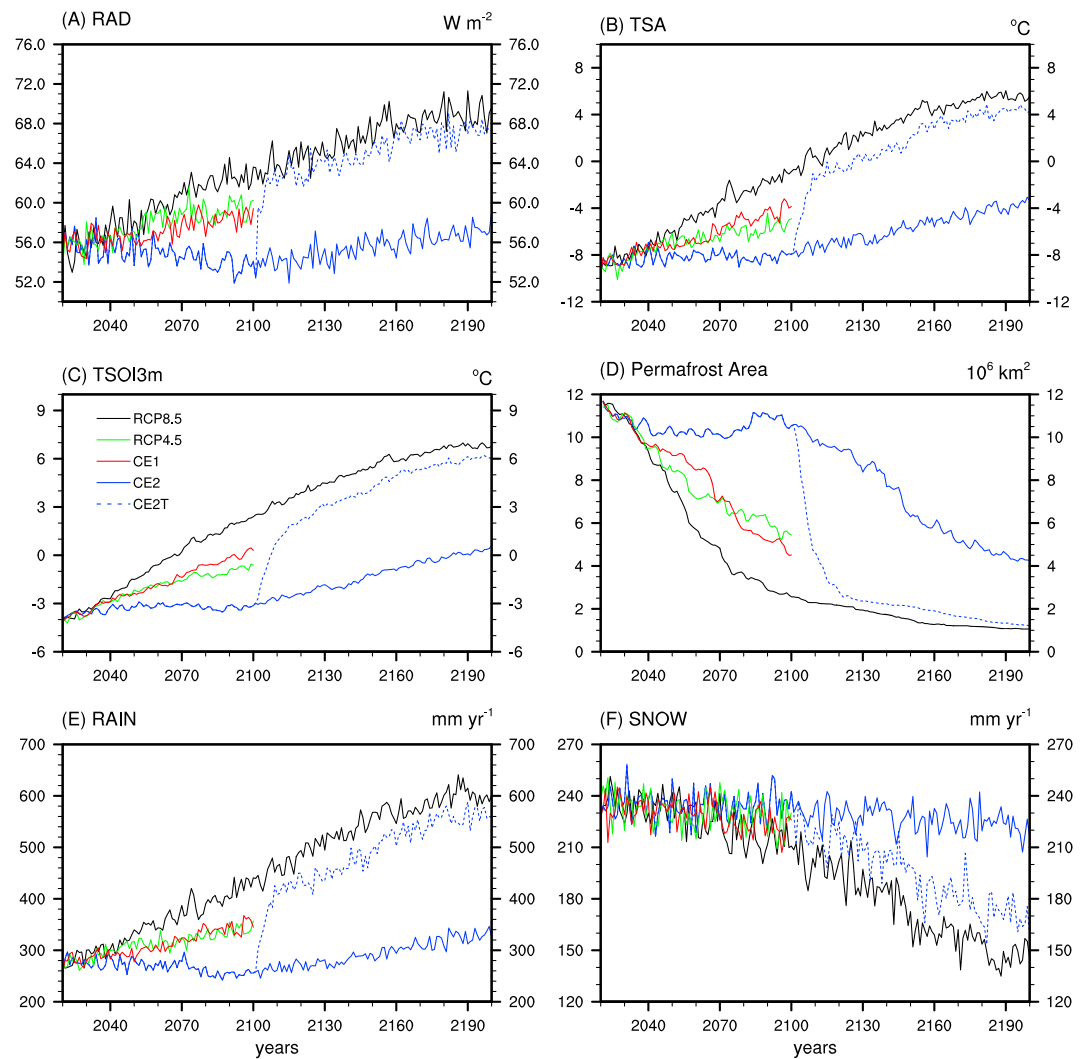 (A) RAD W m-2
76.0 76.0
72.0 72.0
68.0 68.0
64.0 64.0
60.0 60.0
56.0 56.0
52.0 52.0
2040 2070 2100 2130 2160 2190
(B) TSA °C
8 8
4 4
0 0
-4 -4
-8 -8
-12 -12
2040 2070 2100 2130 2160 2190
(C) TSOI3m °C
9 9
6 6
3 3
0 0
-3 -3
-6 -6
RCP8.5
RCP4.5
CE1
CE2
CE2T
2040 2070 2100 2130 2160 2190
(D) Permafrost Area 10⁶ km²
12 12
10 10
8 8
6 6
4 4
2 2
0 0
2040 2070 2100 2130 2160 2190
(E) RAIN mm yr-1
700 700
600 600
500 500
400 400
300 300
200 200
2040 2070 2100 2130 2160 2190
years
(F) SNOW mm yr-1
270 270
240 240
210 210
180 180
150 150
120 120
2040 2070 2100 2130 2160 2190
years